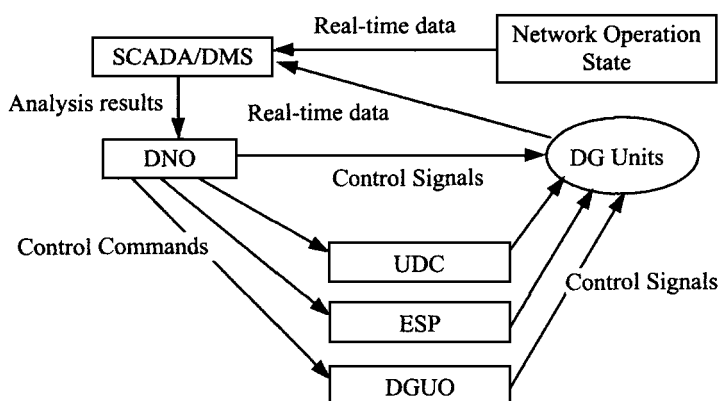 Real-time data
Network Operation
State
SCADA/DMS
Analysis results
Real-time data
DNO
DG Units
Control Signals
Control Commands
UDC
Control Signals
ESP
DGUO